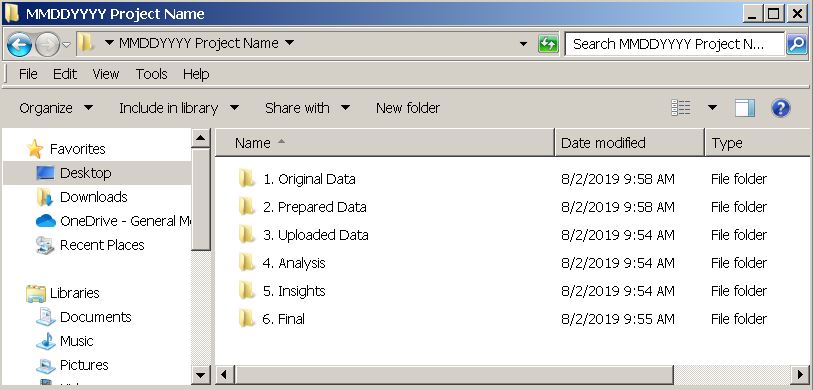 MMDDYYYY Project Name
MMDDYYYY Project Name
Search MMDDYYYY Project N...
File Edit View Tools Help
Organize Include in library Share with New folder
Favorites
Desktop
Downloads
OneDrive - General M
Recent Places
Libraries
Documents
Music
Pictures
Name Date modified Type
1. Original Data 8/2/2019 9:58 AM File folder
2. Prepared Data 8/2/2019 9:58 AM File folder
3. Uploaded Data 8/2/2019 9:54 AM File folder
4. Analysis 8/2/2019 9:54 AM File folder
5. Insights 8/2/2019 9:54 AM File folder
6. Final 8/2/2019 9:55 AM File folder